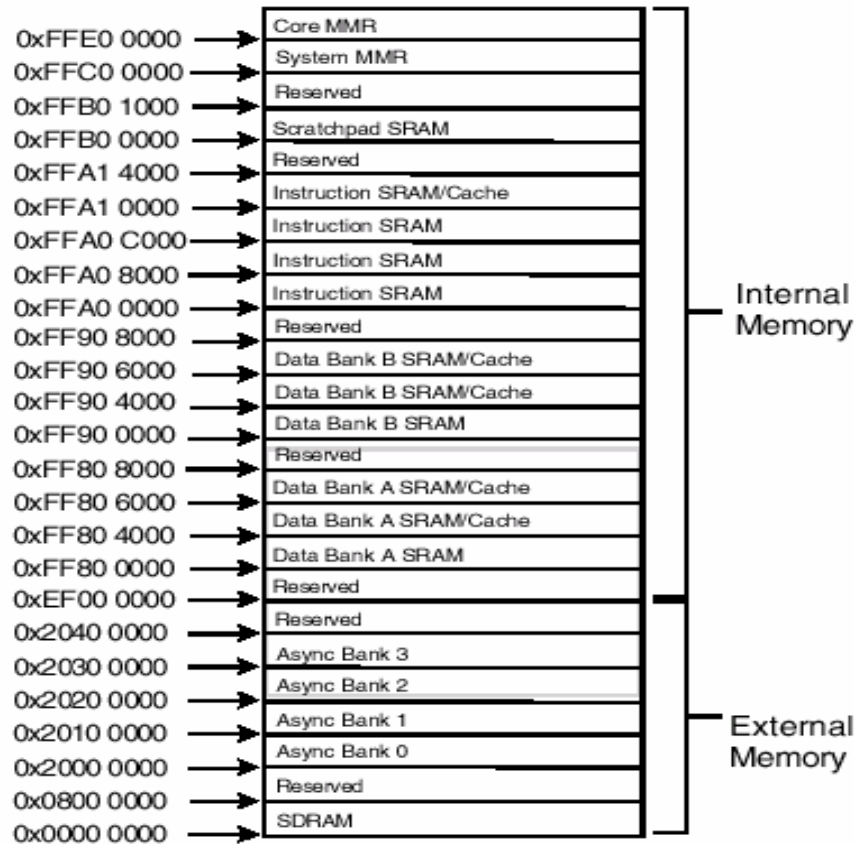 Core MMR
0xFFE0 0000
System MMR
0xFFC0 0000
Reserved
0xFFB0 1000
Scratchpad SRAM
0xFFB0 0000
Reserved
0xFFA1 4000
Instruction SRAM/Cache
0xFFA1 0000
Instruction SRAM
0xFFA0 C000
Instruction SRAM
0xFFA0 8000
Instruction SRAM
0xFFA0 0000
Reserved
0xFF90 8000
Data Bank B SRAM/Cache
0xFF90 6000
Data Bank B SRAM/Cache
0xFF90 4000
Data Bank B SRAM
0xFF90 0000
Reserved
0xFF80 8000
Data Bank A SRAM/Cache
0xFF80 6000
Data Bank A SRAM/Cache
0xFF80 4000
Data Bank A SRAM
0xFF80 0000
Reserved
0xEF00 0000
Reserved
0x2040 0000
Async Bank 3
0x2030 0000
Async Bank 2
0x2020 0000
Async Bank 1
0x2010 0000
Async Bank 0
0x2000 0000
Reserved
0x0800 0000
SDRAM
0x0000 0000
Internal
Memory
External
Memory